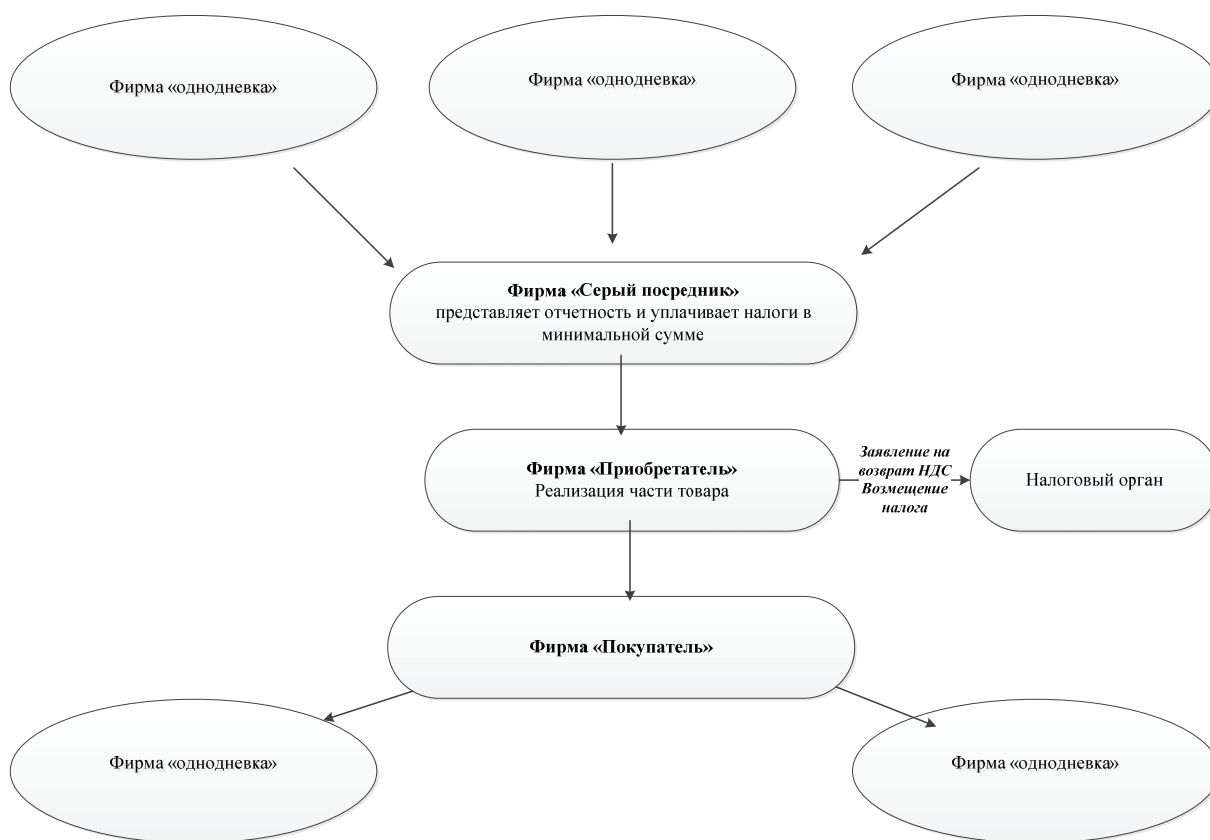 Фирма «однодневка»
Фирма «однодневка»
Фирма «однодневка»
Фирма «Серый посредник»
представляет отчетность и уплачивает налоги в
минимальной сумме
Фирма «Приобретатель»
Реализация части товара
Заявление на
возврат НДС
Возмещение
налога
Налоговый орган
Фирма «Покупатель»
Фирма «однодневка»
Фирма «однодневка»